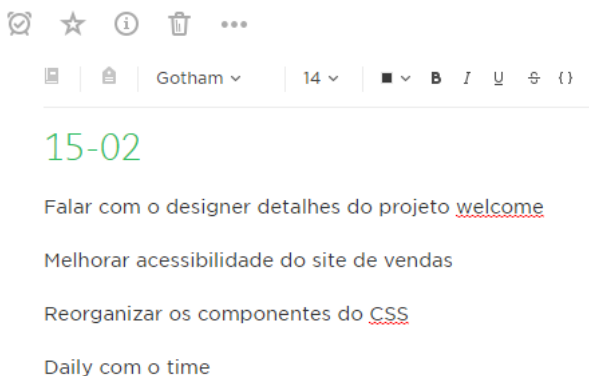 Gotham 14 B I U S { }
15-02
Falar com o designer detalhes do projeto welcome
Melhorar acessibilidade do site de vendas
Reorganizar os componentes do CSS
Daily com o time